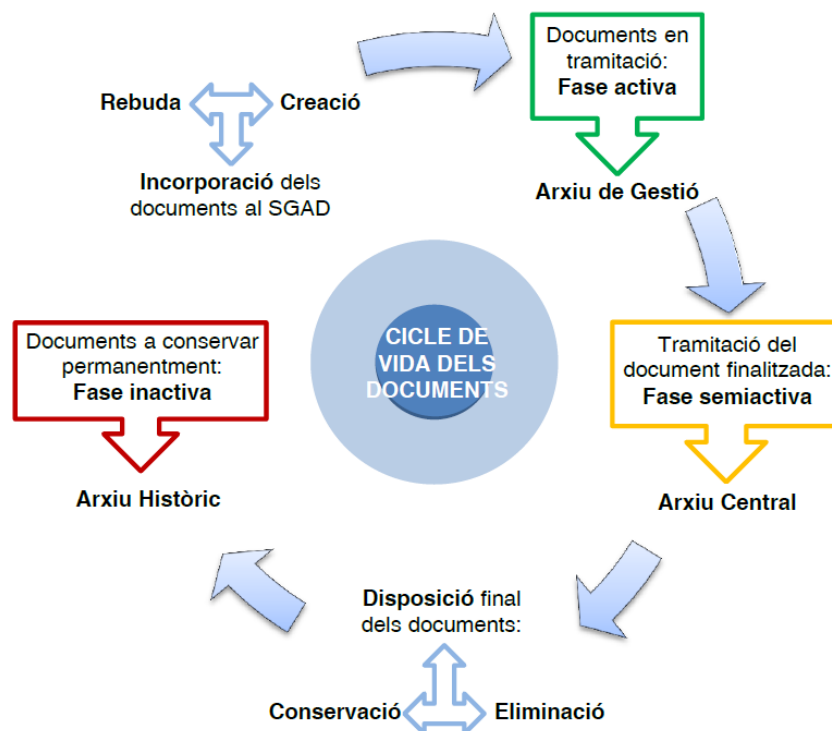 Rebuda
Creació
Incorporació dels
documents al SGAD
Documents en
tramitació:
Fase activa
Arxiu de Gestió
Tramitació del
document finalitzada:
Fase semiactiva
Arxiu Central
Disposició final
dels documents:
Conservació
Eliminació
Documents a conservar
permanentment:
Fase inactiva
Arxiu Històric
CICLE DE
VIDA DELS
DOCUMENTS